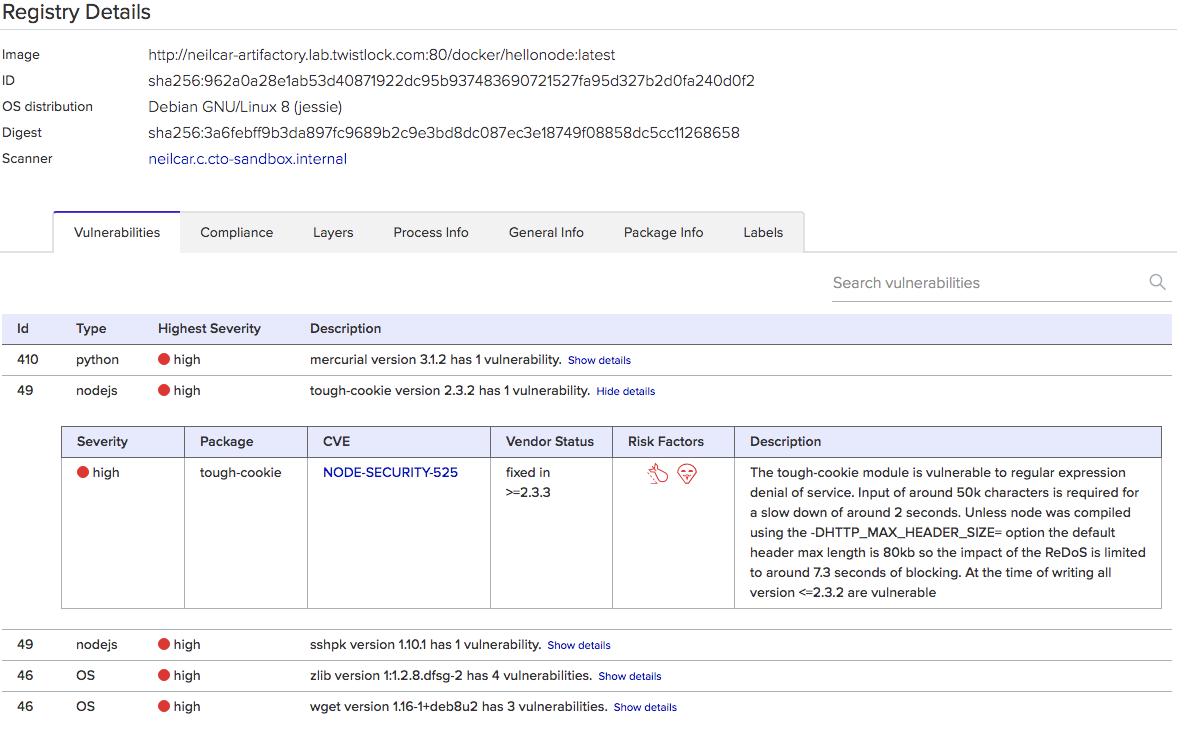 Registry Details
Image http://neilcar-artifactory.lab.twistlock.com:80/docker/hellonode:latest
ID sha256:962a0a28e1ab53d40871922dc95b937483690721527fa95d327b2d0fa240d0f2
OS distribution Debian GNU/Linux 8 (jessie)
Digest sha256:3a6febff9b3da897fc9689b2c9e3bd8dc087ec3e18749f08858dc5cc11268658
Scanner neilcar.c.cto-sandbox.internal
Vulnerabilities Compliance Layers Process Info General Info Package Info Labels
Search vulnerabilities
Id Type Highest Severity Description
410 python high mercurial version 3.1.2 has 1 vulnerability. Show details
49 nodejs high tough-cookie version 2.3.2 has 1 vulnerability. Hide details
Severity Package CVE Vendor Status Risk Factors Description
high tough-cookie NODE-SECURITY-525 fixed in The tough-cookie module is vulnerable to regular expression
>=2.3.3 denial of service. Input of around 50k characters is required for
a slow down of around 2 seconds. Unless node was compiled
using the -DHTTP_MAX_HEADER_SIZE= option the default
header max length is 80kb so the impact of the ReDoS is limited
to around 7.3 seconds of blocking. At the time of writing all
version <=2.3.2 are vulnerable
49 nodejs high sshpk version 1.10.1 has 1 vulnerability. Show details
46 OS high zlib version 1:1.2.8.dfsg-2 has 4 vulnerabilities. Show details
46 OS high wget version 1.16-1+deb8u2 has 3 vulnerabilities. Show details